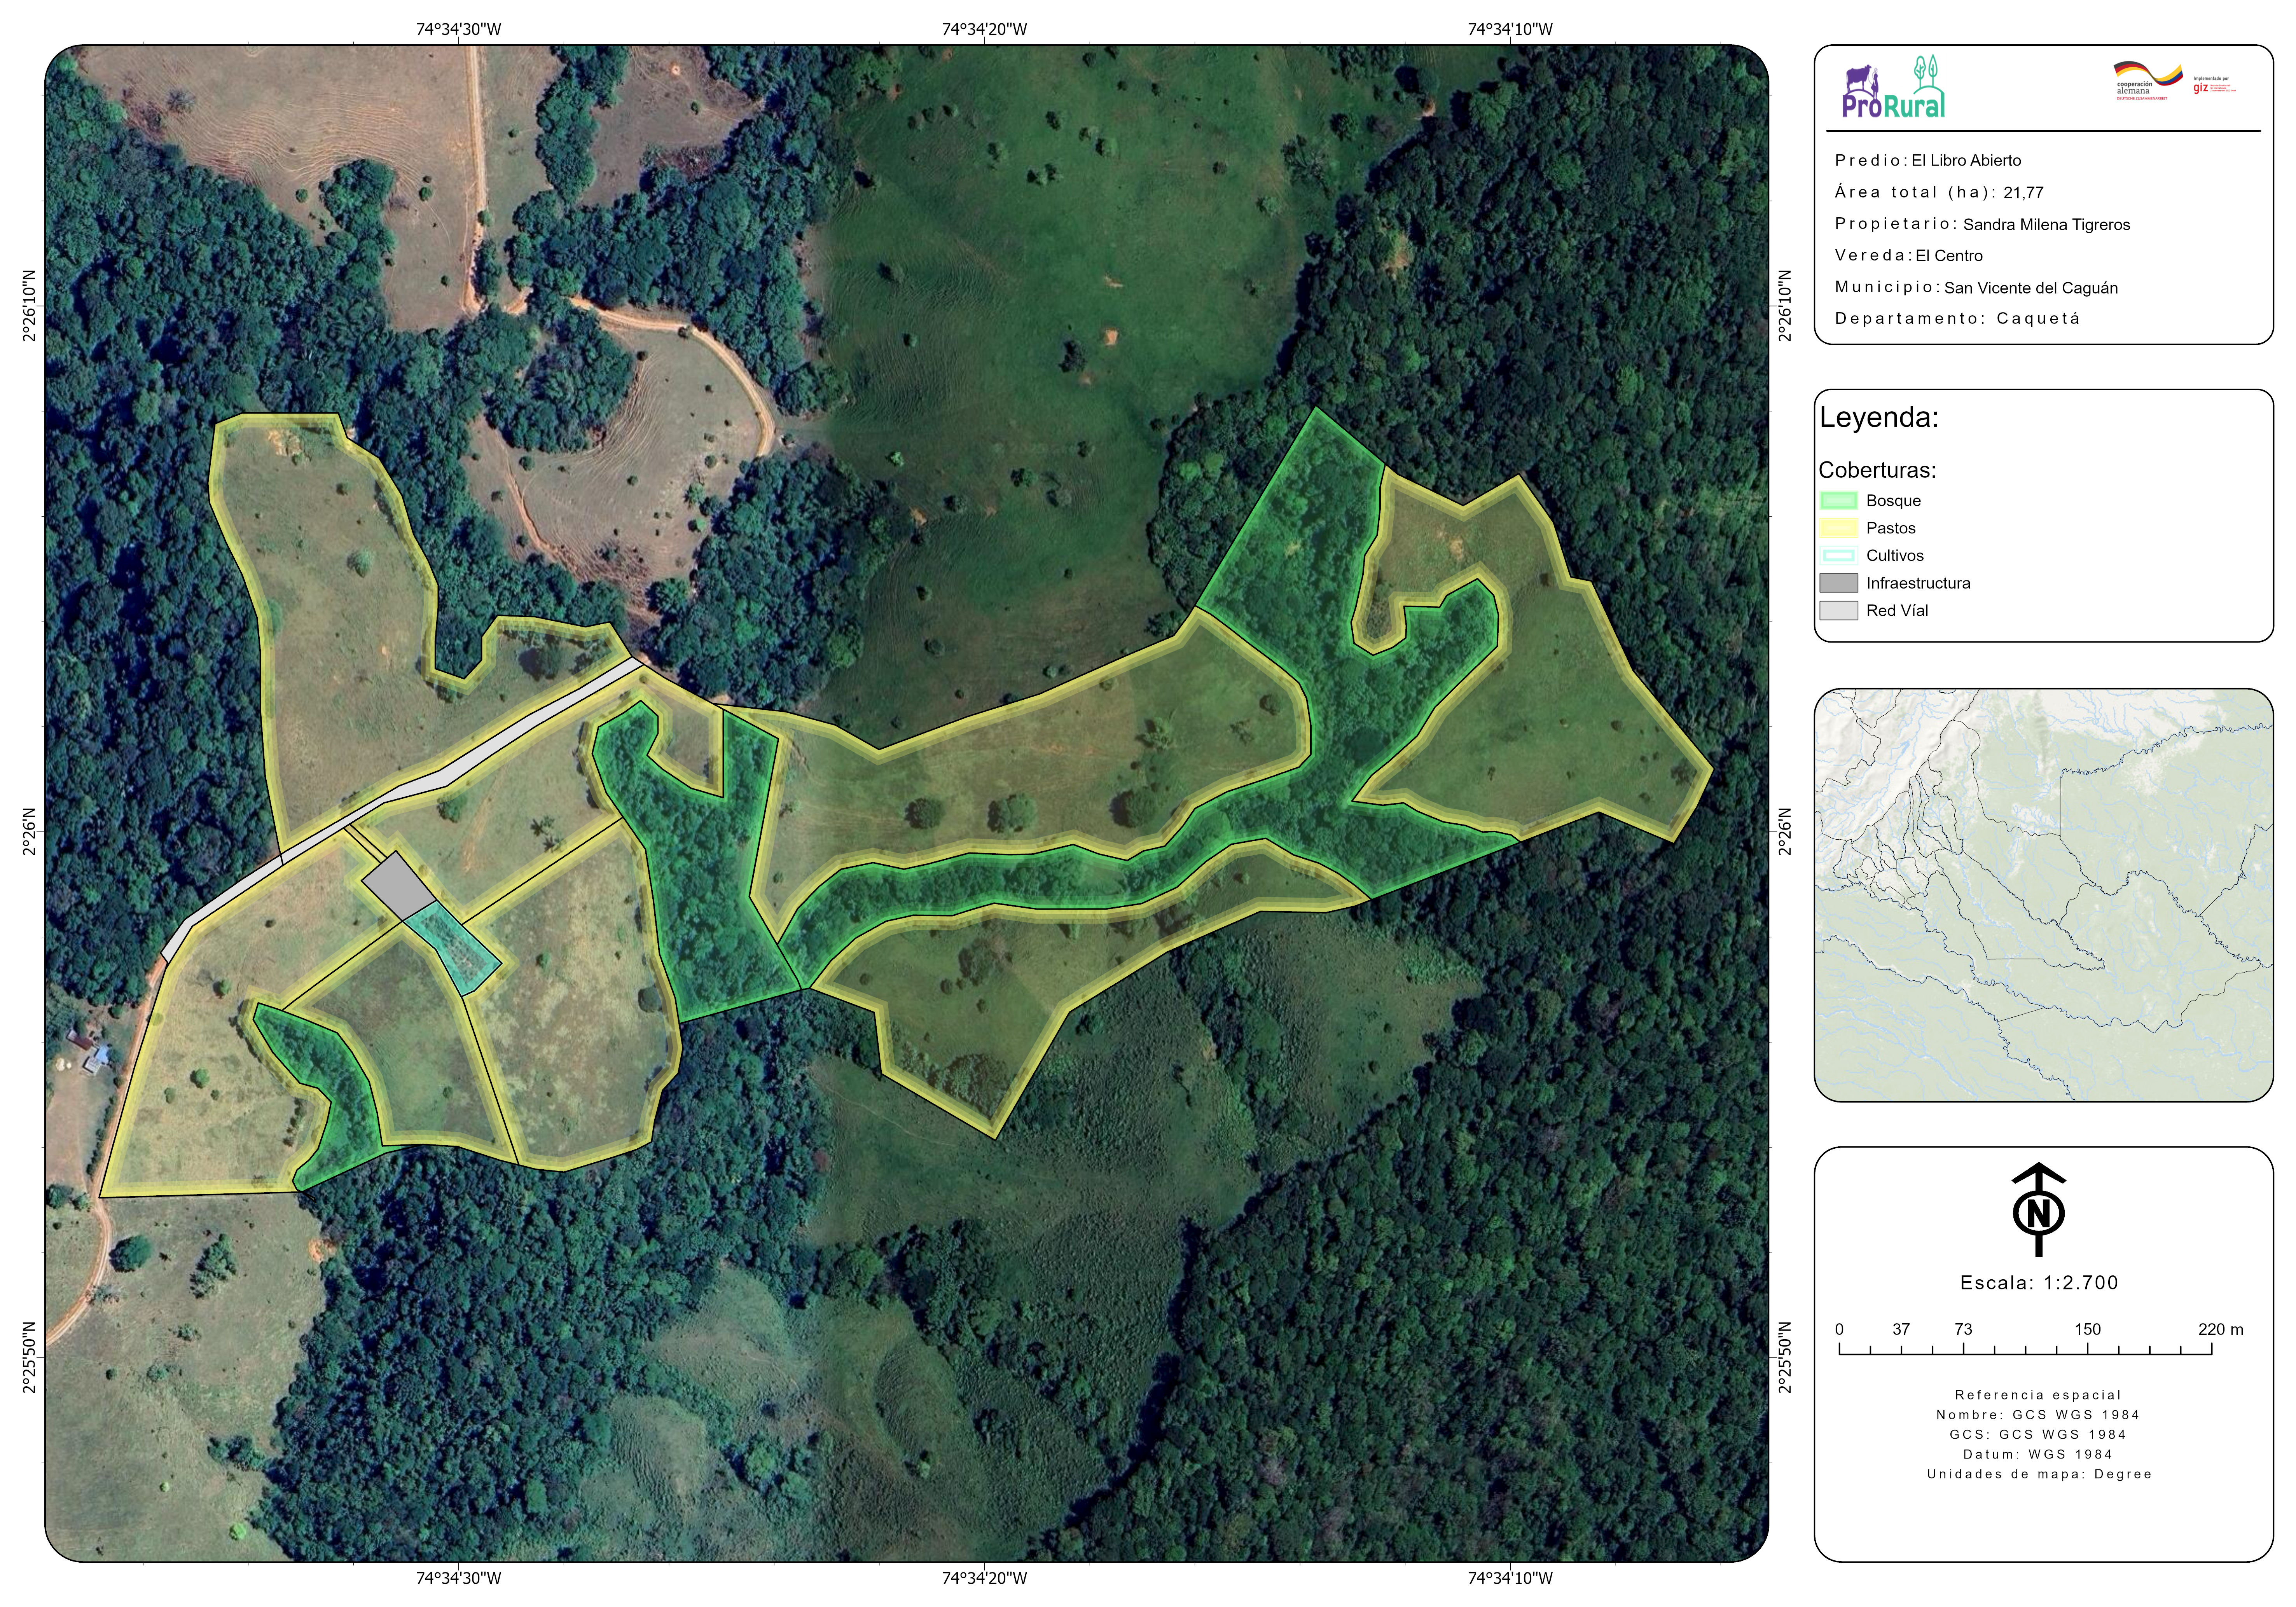 74°34'30"W 74°34'20"W 74°34'10"W
2°26'10"N 2°26'10"N
2°26'N 2°26'N
2°25'50"N 2°25'50"N
74°34'30"W 74°34'20"W 74°34'10"W
ProRural
cooperación
alemana
DEUTSCHE ZUSAMMENARBEIT
Implementada por
giz
Predio: El Libro Abierto
Área total (ha): 21,77
Propietario: Sandra Milena Tigreros
Vereda: El Centro
Municipio: San Vicente del Caguán
Departamento: Caquetá
Leyenda:
Coberturas:
Bosque
Pastos
Cultivos
Infraestructura
Red Víal
N
Escala: 1:2.700
0 37 73 150 220 m
Referencia espacial
Nombre: GCS WGS 1984
GCS: GCS WGS 1984
Datum: WGS 1984
Unidades de mapa: Degree